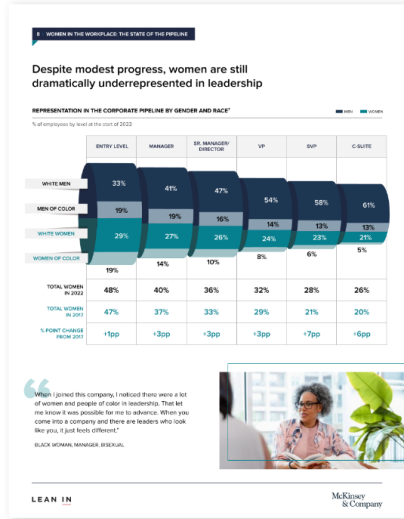 8 WOMEN IN THE WORKPLACE: THE STATE OF THE PIPELINE
Despite modest progress, women are still
dramatically underrepresented in leadership
REPRESENTATION IN THE CORPORATE PIPELINE BY GENDER AND RACE
MEN WOMEN
% of employees by level at the start of 2022
ENTRY LEVEL MANAGER SR. MANAGER/ DIRECTOR VP SVP C-SUITE
WHITE MEN 33% 41% 47% 54% 58% 61%
MEN OF COLOR 19% 19% 16% 14% 13% 13%
WHITE WOMEN 29% 27% 26% 24% 23% 21%
WOMEN OF COLOR 19% 14% 10% 8% 6% 5%
TOTAL WOMEN
IN 2022 48% 40% 36% 32% 28% 26%
TOTAL WOMEN
IN 2017 47% 37% 33% 29% 21% 20%
% POINT CHANGE
FROM 2017 +1pp +3pp +3pp +3pp +7pp +6pp
“When I joined this company, I noticed there were a lot
of women and people of color in leadership. That let
me know it was possible for me to advance. When you
come into a company and there are leaders who look
like you, it just feels different.”
BLACK WOMAN, MANAGER, BISEXUAL
LEAN IN
McKinsey
& Company